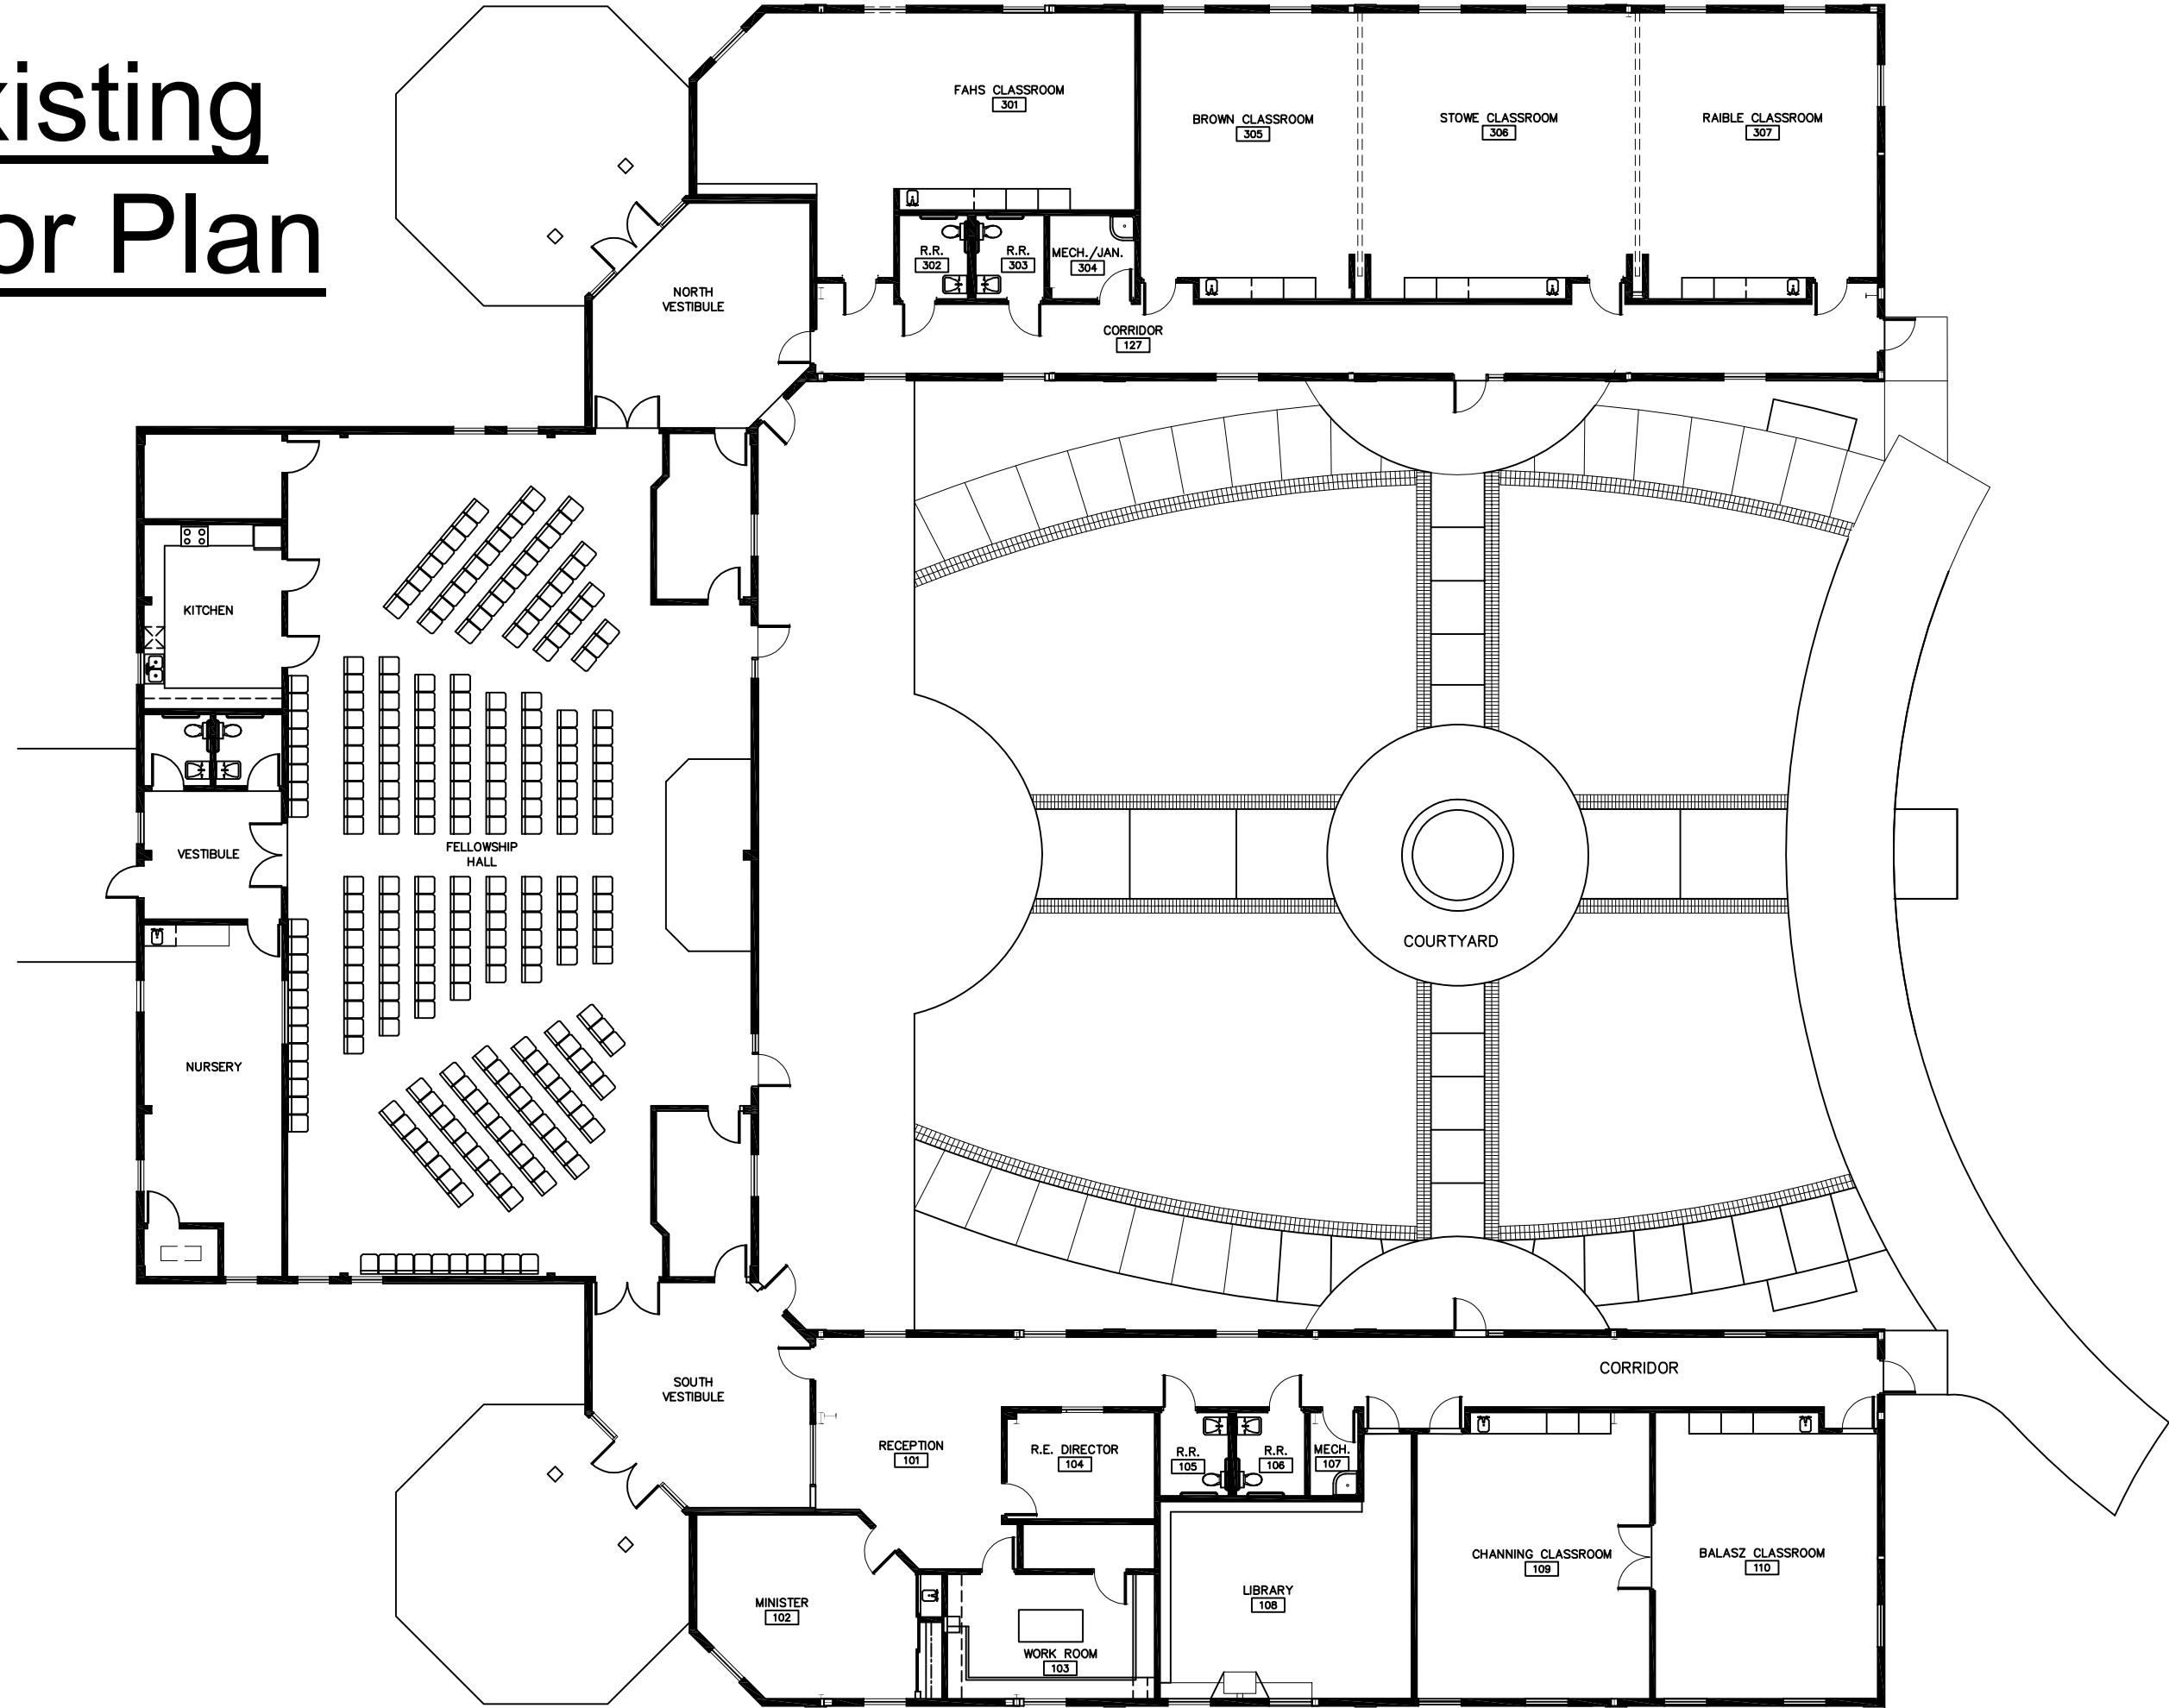 xisting
or Plan
FAHS CLASSROOM
301
BROWN CLASSROOM
305
STOWE CLASSROOM
306
RAIBLE CLASSROOM
307
R.R.
302
R.R.
303
MECH./JAN.
304
NORTH
VESTIBULE
CORRIDOR
127
KITCHEN
VESTIBULE
FELLOWSHIP
HALL
COURTYARD
NURSERY
SOUTH
VESTIBULE
CORRIDOR
RECEPTION
101
R.E. DIRECTOR
104
R.R.
105
R.R.
106
MECH.
107
MINISTER
102
WORK ROOM
103
LIBRARY
108
CHANNING CLASSROOM
109
BALASZ CLASSROOM
110